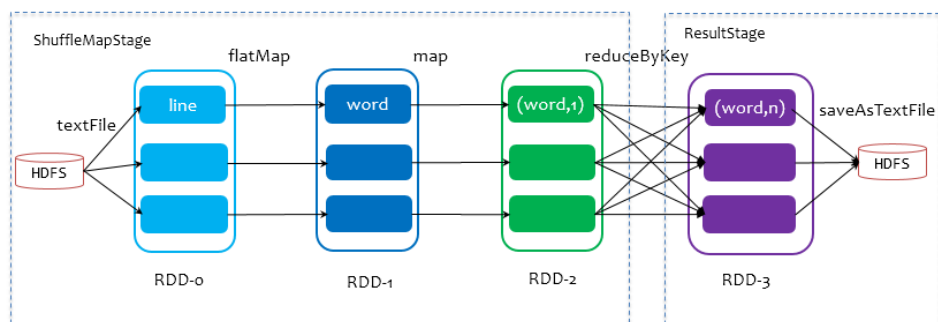 ShuffleMapStage
ResultStage
flatMap
map
reduceByKey
line
word
(word,1)
(word,n)
textFile
saveAsTextFile
HDFS
HDFS
RDD-0
RDD-1
RDD-2
RDD-3